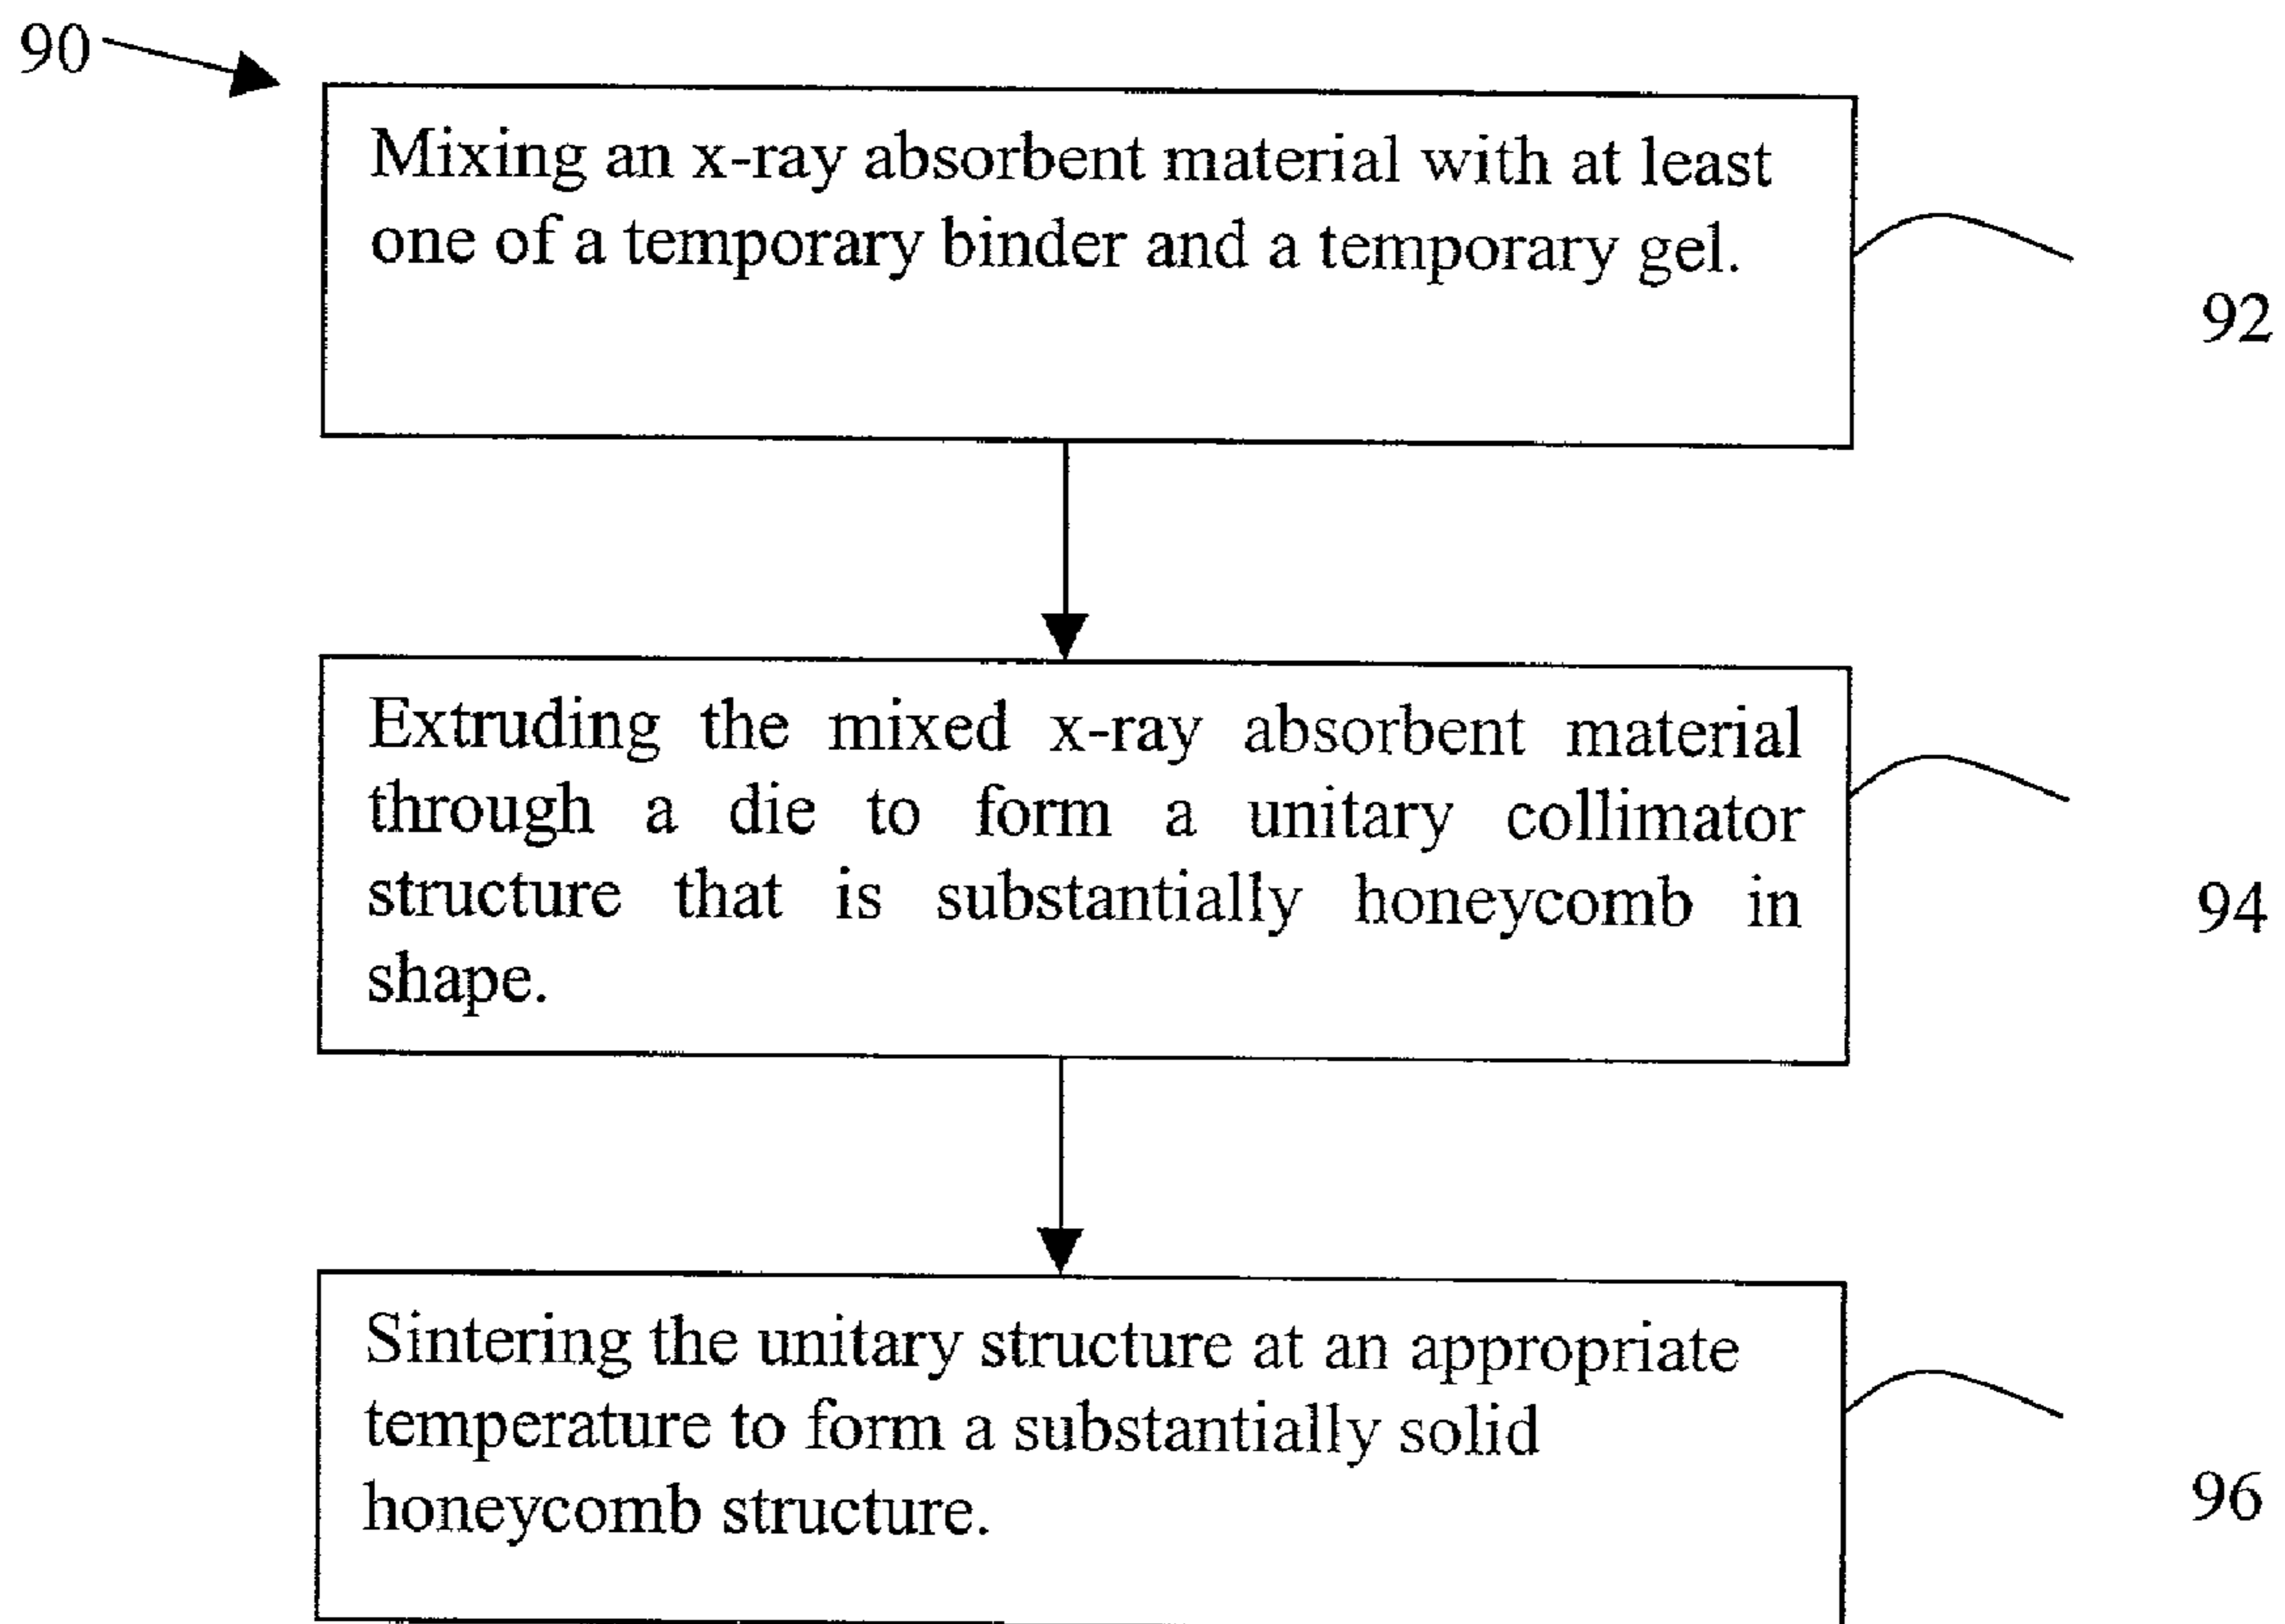 90
Mixing an x-ray absorbent material with at least
one of a temporary binder and a temporary gel.
92
Extruding the mixed x-ray absorbent material
through a die to form a unitary collimator
structure that is substantially honeycomb in
shape.
94
Sintering the unitary structure at an appropriate
temperature to form a substantially solid
honeycomb structure.
96